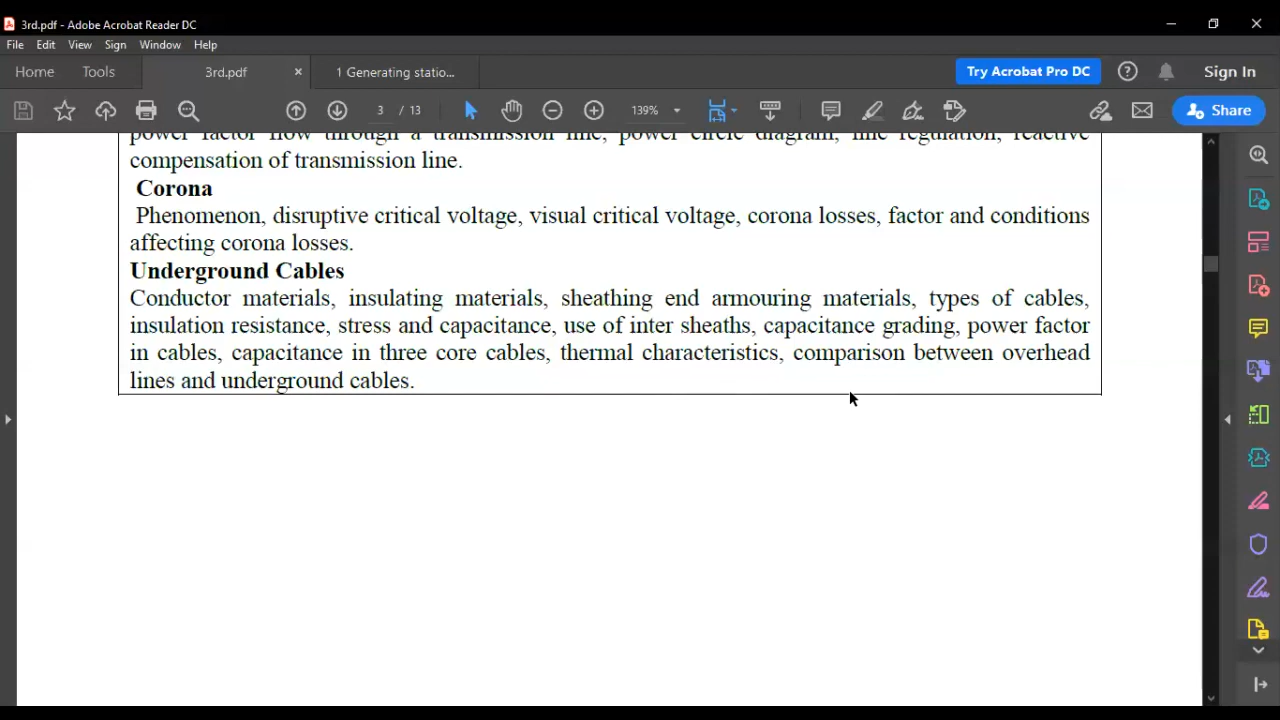 3rd.pdf - Adobe Acrobat Reader DC
File Edit View Sign Window Help
Home Tools 3rd.pdf × 1 Generating statio... Try Acrobat Pro DC Sign In
3 / 13 139% Share
power factor flow through a transmission line, power circle diagram, line regulation, reactive
compensation of transmission line.
Corona
Phenomenon, disruptive critical voltage, visual critical voltage, corona losses, factor and conditions
affecting corona losses.
Underground Cables
Conductor materials, insulating materials, sheathing end armouring materials, types of cables,
insulation resistance, stress and capacitance, use of inter sheaths, capacitance grading, power factor
in cables, capacitance in three core cables, thermal characteristics, comparison between overhead
lines and underground cables.